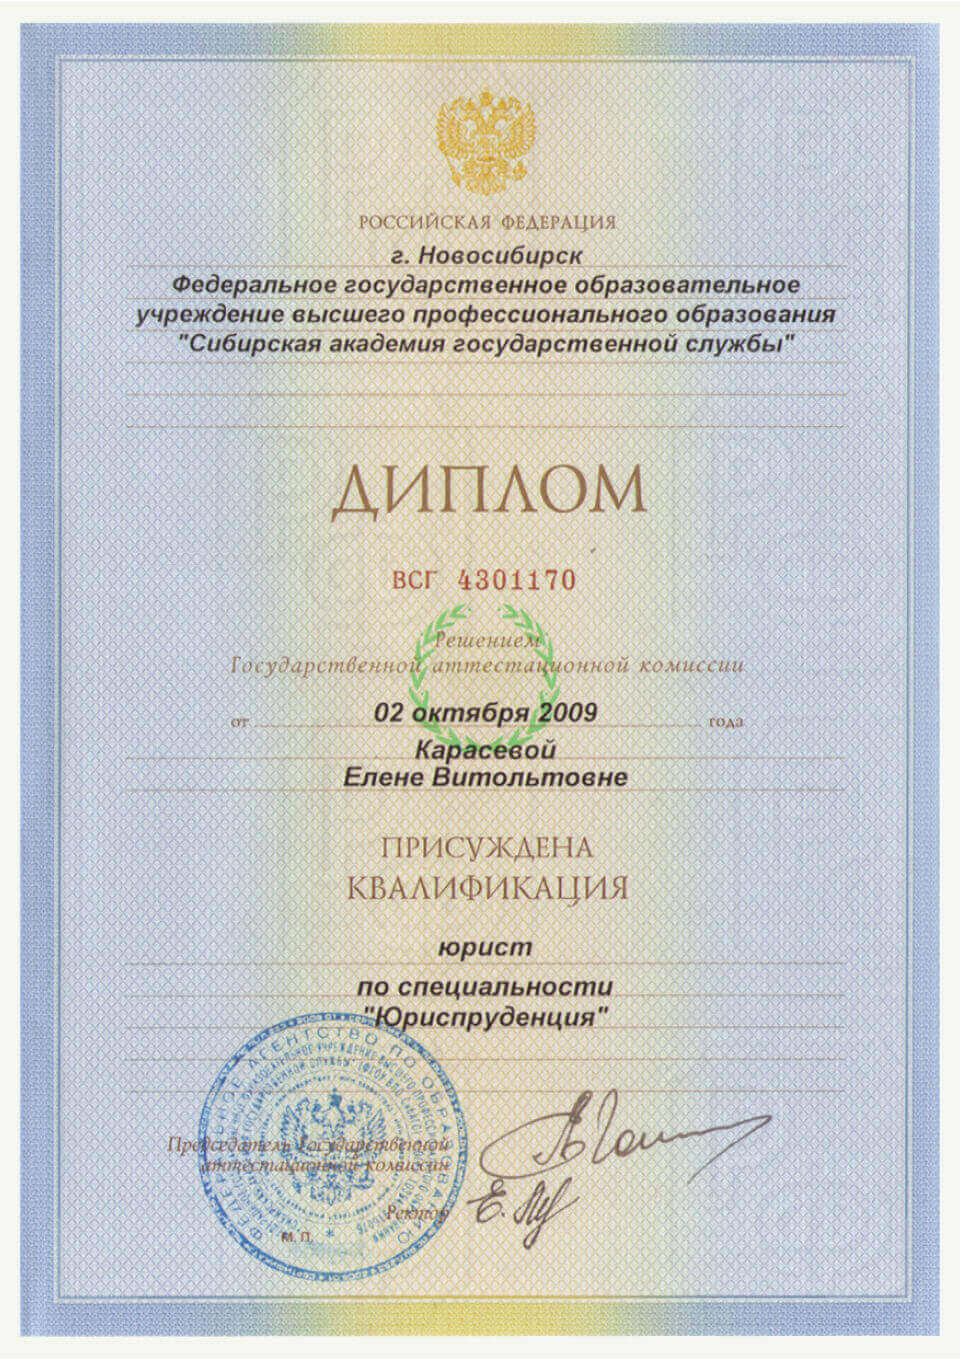 РОССИЙСКАЯ ФЕДЕРАЦИЯ
г. Новосибирск
Федеральное государственное образовательное
учреждение высшего профессионального образования
"Сибирская академия государственной службы"
ДИПЛОМ
ВСГ 4301170
Решением
Государственной аттестационной комиссии
от 02 октября 2009 года
Карасевой
Елене Витольтовне
ПРИСУЖДЕНА
КВАЛИФИКАЦИЯ
юрист
по специальности
"Юриспруденция"
ФЕДЕРАЛЬНОЕ АГЕНТСТВО ПО ОБРАЗОВАНИЮ
Председатель Государственной
аттестационной комиссии
Ректор
М. П.